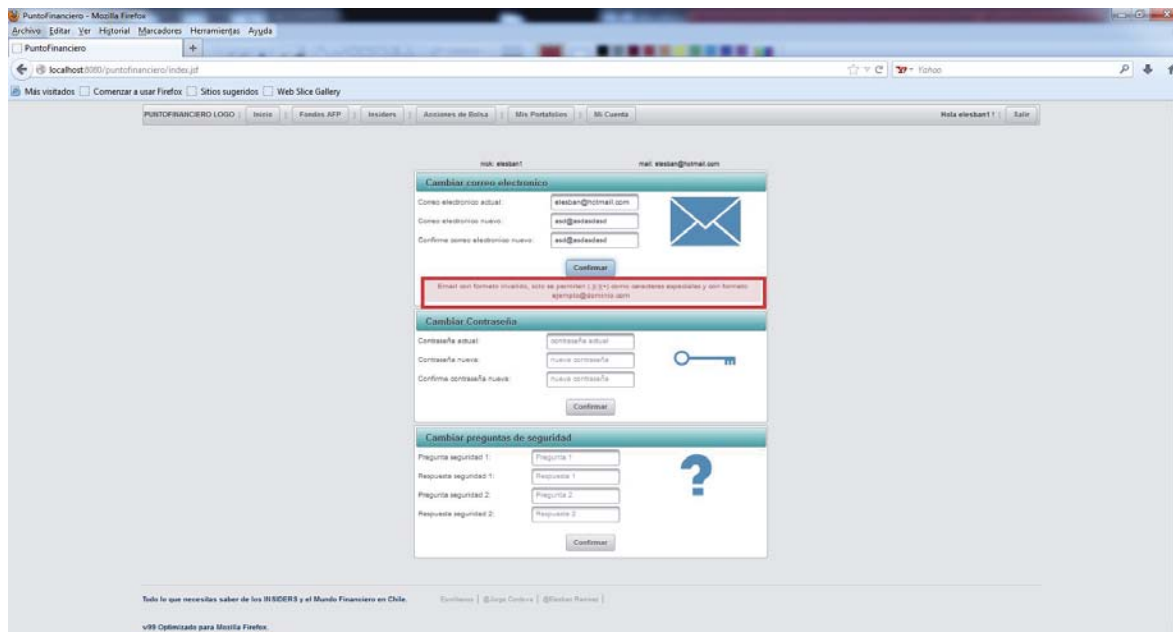 PuntoFinanciero - Mozilla Firefox
Archivo Editar Ver Historial Marcadores Herramientas Ayuda
PuntoFinanciero +
localhost:8080/puntofinanciero/index.jsf Yahoo
Más visitados Comenzar a usar Firefox Sitios sugeridos Web Slice Gallery
PUNTOFINANCIERO LOGO | Inicio | Fondos AFP | Insiders | Acciones de Bolsa | Mis Portafolios | Mi Cuenta Hola elesban1 ! | Salir
nick: elesban1 mail: elesban@hotmail.com
Cambiar correo electronico
Correo electronico actual: elesban@hotmail.com
Correo electronico nuevo: asd@asdasdasd
Confirme correo electronico nuevo: asd@asdasdasd
Confirmar
Email con formato invalido, solo se permiten como caracteres especiales y con formato
ejemplo@dominio.com
Cambiar Contraseña
Contraseña actual: contraseña actual
Contraseña nueva: nueva contraseña
Confirme contraseña nueva: nueva contraseña
Confirmar
Cambiar preguntas de seguridad
Pregunta seguridad 1: Pregunta 1
Respuesta seguridad 1: Respuesta 1
Pregunta seguridad 2: Pregunta 2
Respuesta seguridad 2: Respuesta 2
Confirmar
Todo lo que necesitas saber de los INSIDERS y el Mundo Financiero en Chile. Escribenos | @Jorge |
v99 Optimizado para Mozilla Firefox.